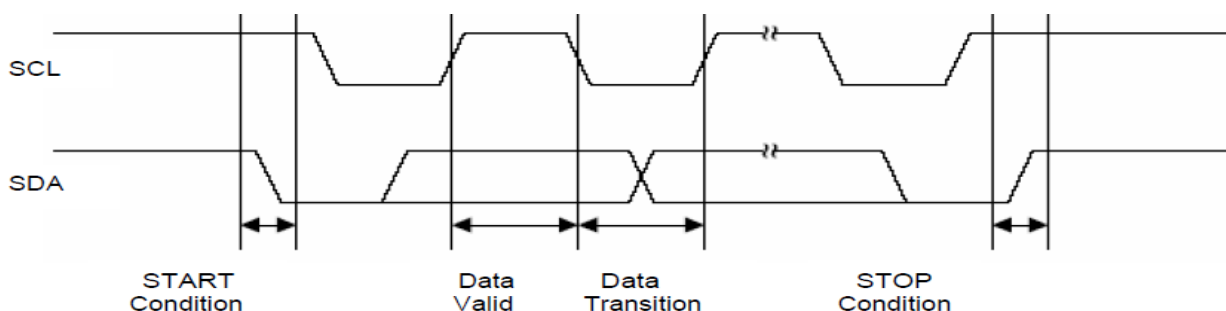 SCL
SDA
START
Condition
Data
Valid
Data
Transition
STOP
Condition